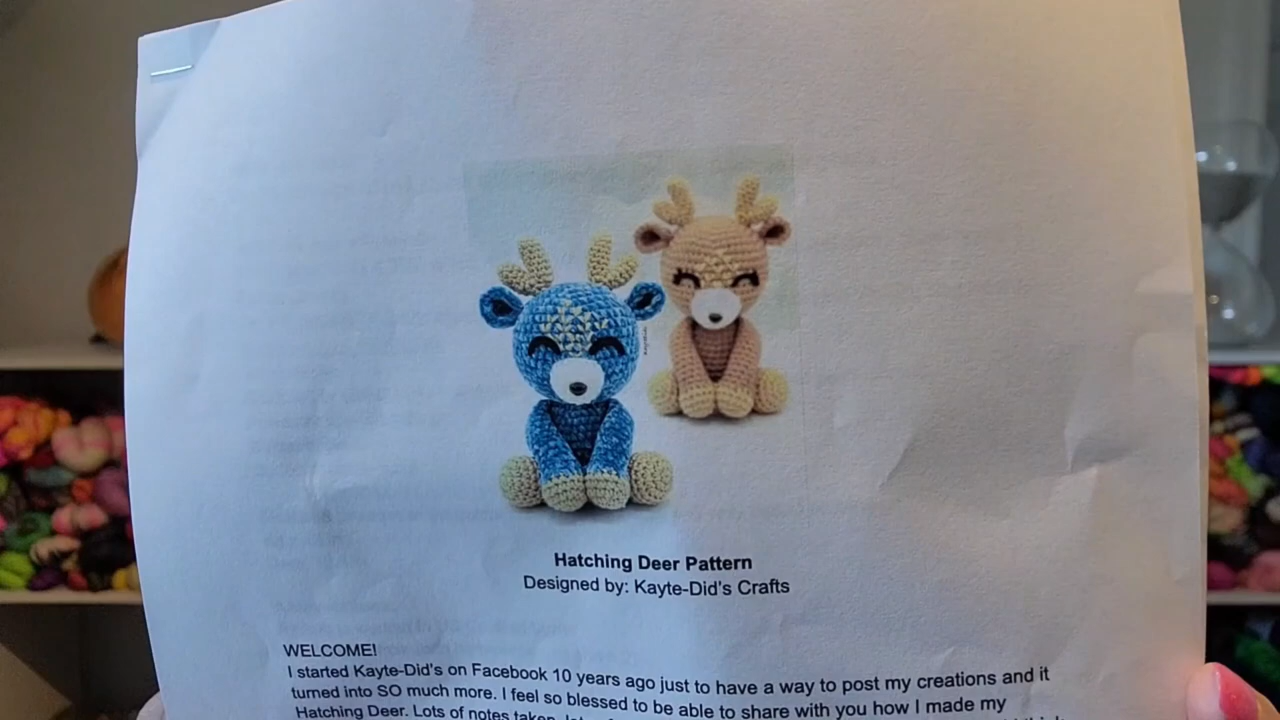 Hatching Deer Pattern
Designed by: Kayte-Did's Crafts
WELCOME!
I started Kayte-Did's on Facebook 10 years ago just to have a way to post my creations and it
turned into SO much more. I feel so blessed to be able to share with you how I made my
Hatching Deer. Lots of notes taken,